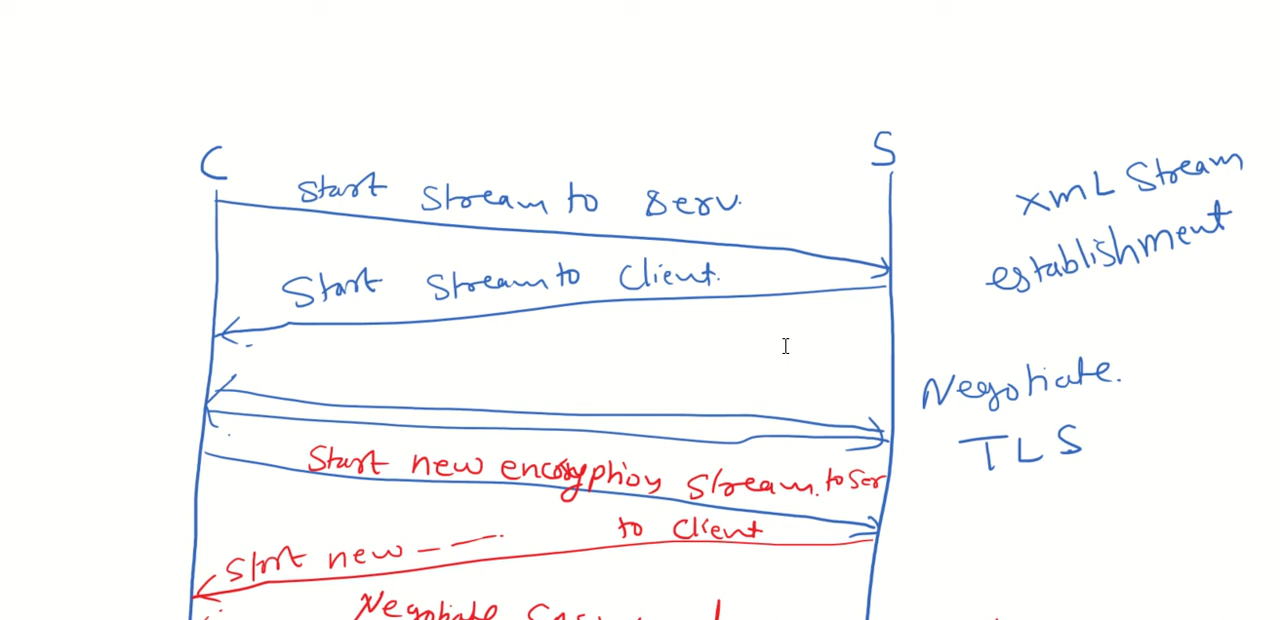 C
S
Start Stream to Serv.
XML Stream
establishment
Start Stream to Client.
Negotiate.
TLS
Start new encryption Stream. to Ser
to Client
Start new
Negotiate